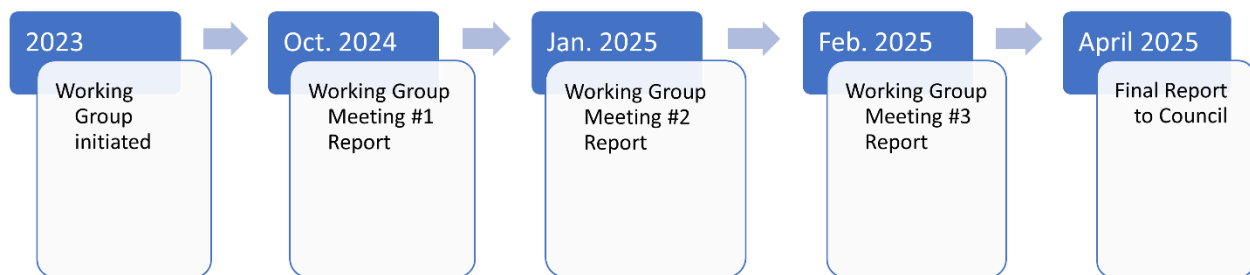 2023
Working
Group
initiated
Oct. 2024
Working Group
Meeting #1
Report
Jan. 2025
Working Group
Meeting #2
Report
Feb. 2025
Working Group
Meeting #3
Report
April 2025
Final Report
to Council